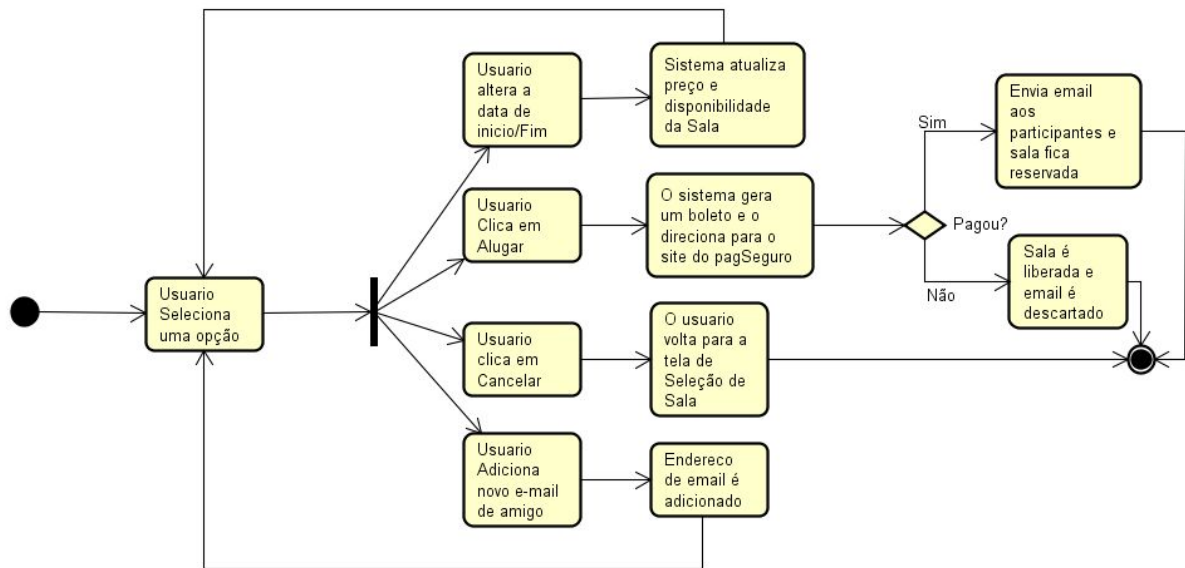 Usuario
Seleciona
uma opção
Usuario
altera a
data de
inicio/Fim
Sistema atualiza
preço e
disponibilidade
da Sala
Usuario
Clica em
Alugar
O sistema gera
um boleto e o
direciona para o
site do pagSeguro
Pagou?
Sim
Envia email
aos
participantes e
sala fica
reservada
Não
Sala é
liberada e
email é
descartado
Usuario
clica em
Cancelar
O usuario
volta para a
tela de
Seleção de
Sala
Usuario
Adiciona
novo e-mail
de amigo
Endereco
de email é
adicionado